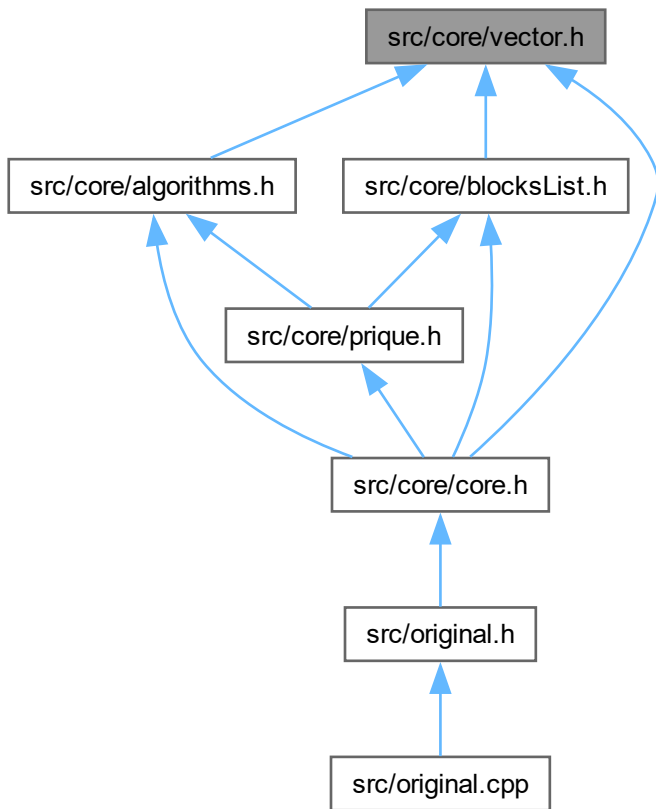 src/core/vector.h
src/core/algorithms.h
src/core/blocksList.h
src/core/prique.h
src/core/core.h
src/original.h
src/original.cpp